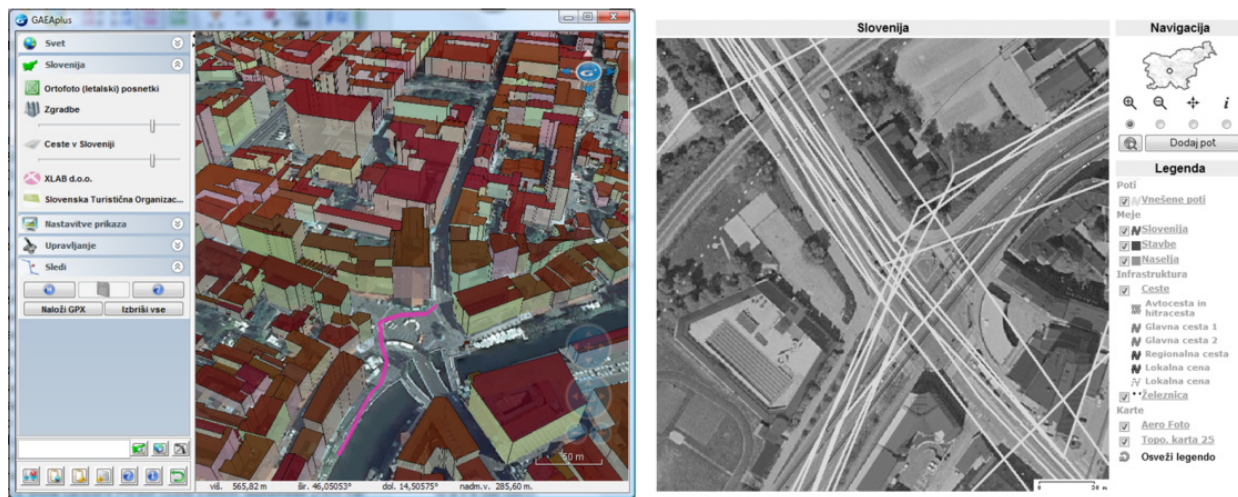 GAEAplus
Svet
Slovenija
Ortofoto (letalski) posnetki
Zgradbe
Ceste v Sloveniji
XLAB d.o.o.
Slovenska Turistična Organizac...
Nastavitve prikaza
Upravljanje
Sledi
Naloži GPX
Izbriši vse
50 m
viš. 565,82 m šir. 46,05053° dol. 14,50575° nadm.v. 285,60 m.
Slovenija
Navigacija
i
Dodaj pot
Legenda
Poti
Vnešene poti
Meje
Slovenija
Stavbe
Naselja
Infrastruktura
Ceste
Avtocesta in
hitracesta
Glavna cesta 1
Glavna cesta 2
Regionalna cesta
Lokalna cena
Lokalna cena
Železnica
Karte
Aero Foto
Topo. karta 25
Osveži legendo